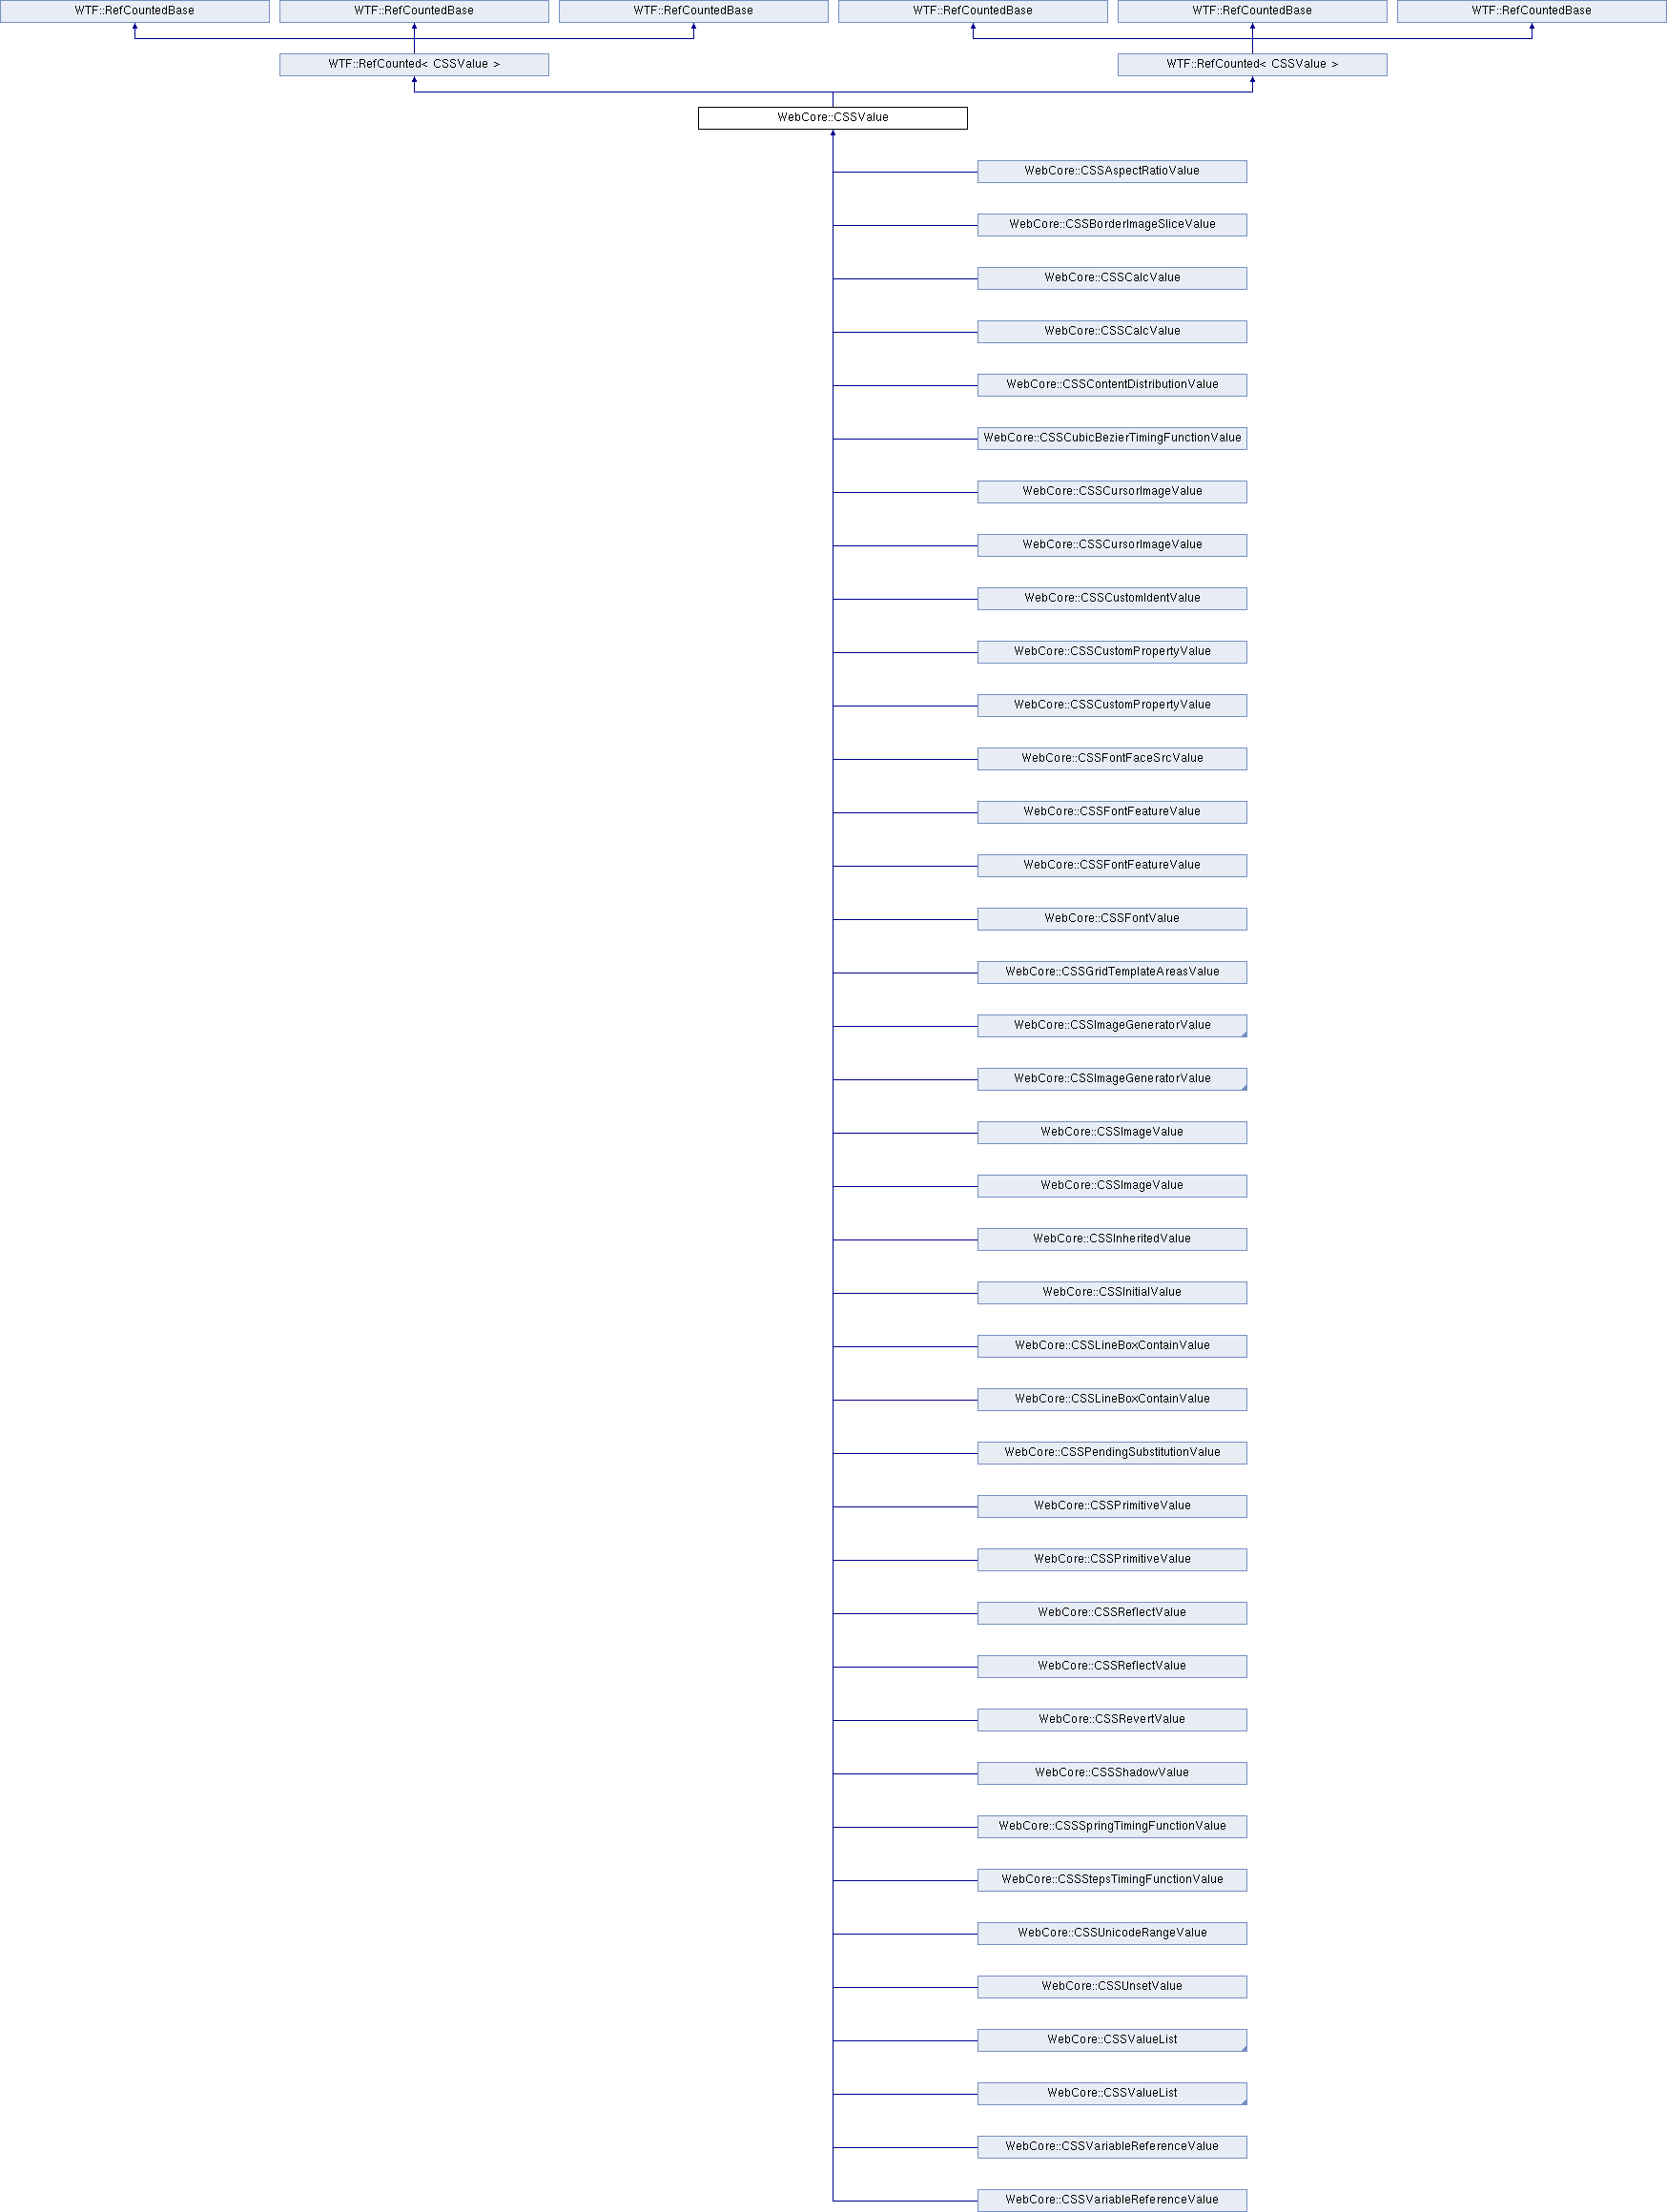 WTF::RefCountedBase WTF::RefCountedBase WTF::RefCountedBase WTF::RefCountedBase WTF::RefCountedBase WTF::RefCountedBase
WTF::RefCounted< CSSValue > WTF::RefCounted< CSSValue >
WebCore::CSSValue
WebCore::CSSAspectRatioValue
WebCore::CSSBorderImageSliceValue
WebCore::CSSCalcValue
WebCore::CSSCalcValue
WebCore::CSSContentDistributionValue
WebCore::CSSCubicBezierTimingFunctionValue
WebCore::CSSCursorImageValue
WebCore::CSSCursorImageValue
WebCore::CSSCustomIdentValue
WebCore::CSSCustomPropertyValue
WebCore::CSSCustomPropertyValue
WebCore::CSSFontFaceSrcValue
WebCore::CSSFontFeatureValue
WebCore::CSSFontFeatureValue
WebCore::CSSFontValue
WebCore::CSSGridTemplateAreasValue
WebCore::CSSImageGeneratorValue
WebCore::CSSImageGeneratorValue
WebCore::CSSImageValue
WebCore::CSSImageValue
WebCore::CSSInheritedValue
WebCore::CSSInitialValue
WebCore::CSSLineBoxContainValue
WebCore::CSSLineBoxContainValue
WebCore::CSSPendingSubstitutionValue
WebCore::CSSPrimitiveValue
WebCore::CSSPrimitiveValue
WebCore::CSSReflectValue
WebCore::CSSReflectValue
WebCore::CSSRevertValue
WebCore::CSSShadowValue
WebCore::CSSSpringTimingFunctionValue
WebCore::CSSStepsTimingFunctionValue
WebCore::CSSUnicodeRangeValue
WebCore::CSSUnsetValue
WebCore::CSSValueList
WebCore::CSSValueList
WebCore::CSSVariableReferenceValue
WebCore::CSSVariableReferenceValue